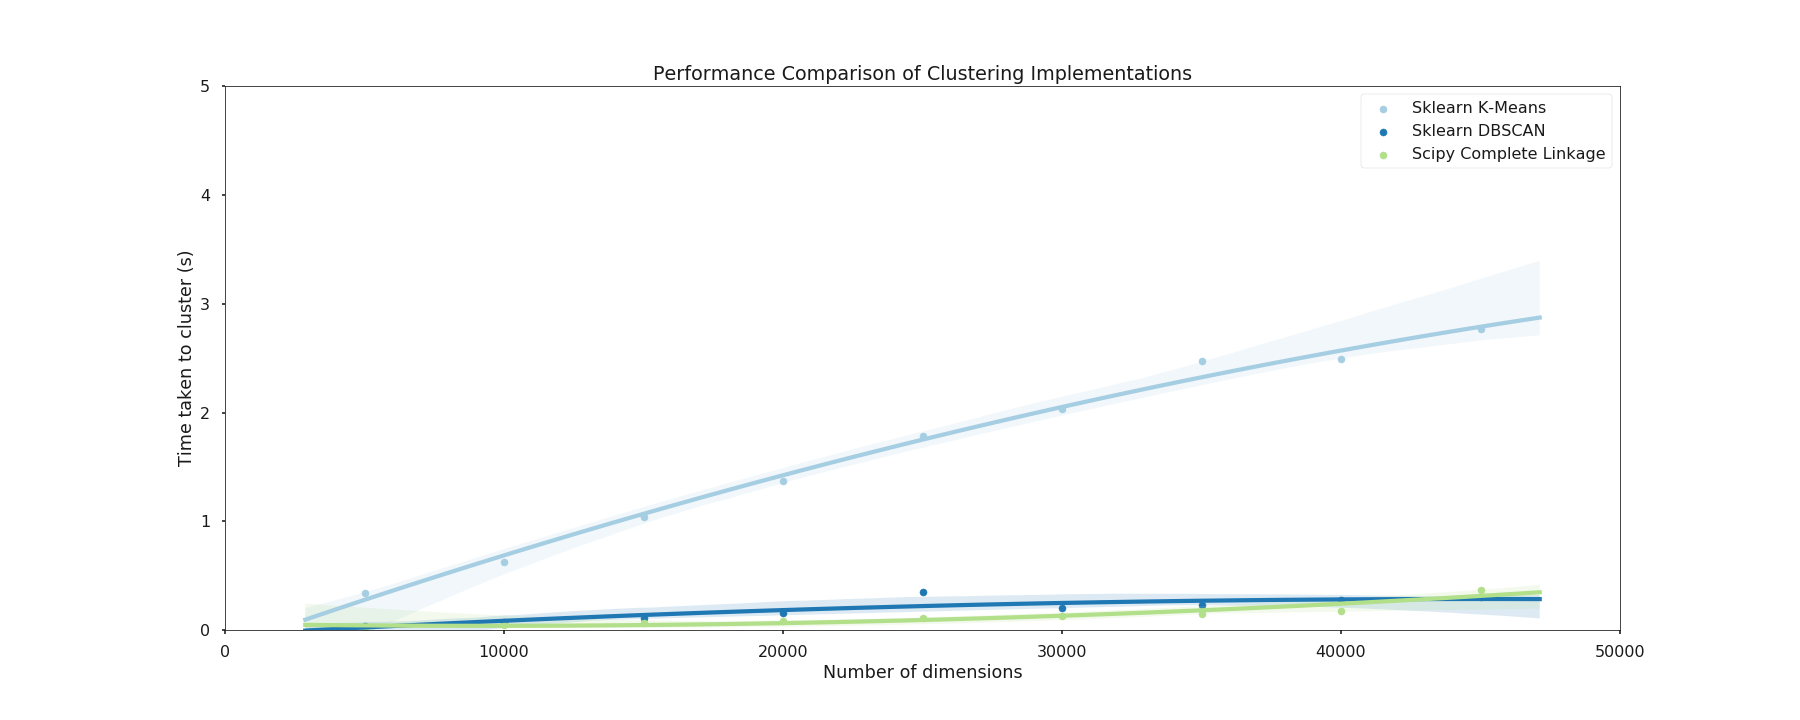 Performance Comparison of Clustering Implementations
5
4
3
2
1
0
Time taken to cluster (s)
Sklearn K-Means
Sklearn DBSCAN
Scipy Complete Linkage
0
10000
20000
30000
40000
50000
Number of dimensions